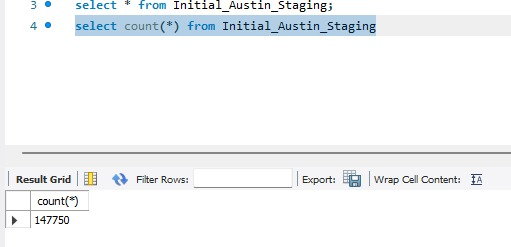 3 select * from Initial_Austin_Staging;
4 select count(*) from Initial_Austin_Staging
Result Grid Filter Rows: Export: Wrap Cell Content: IA
count(*)
147750